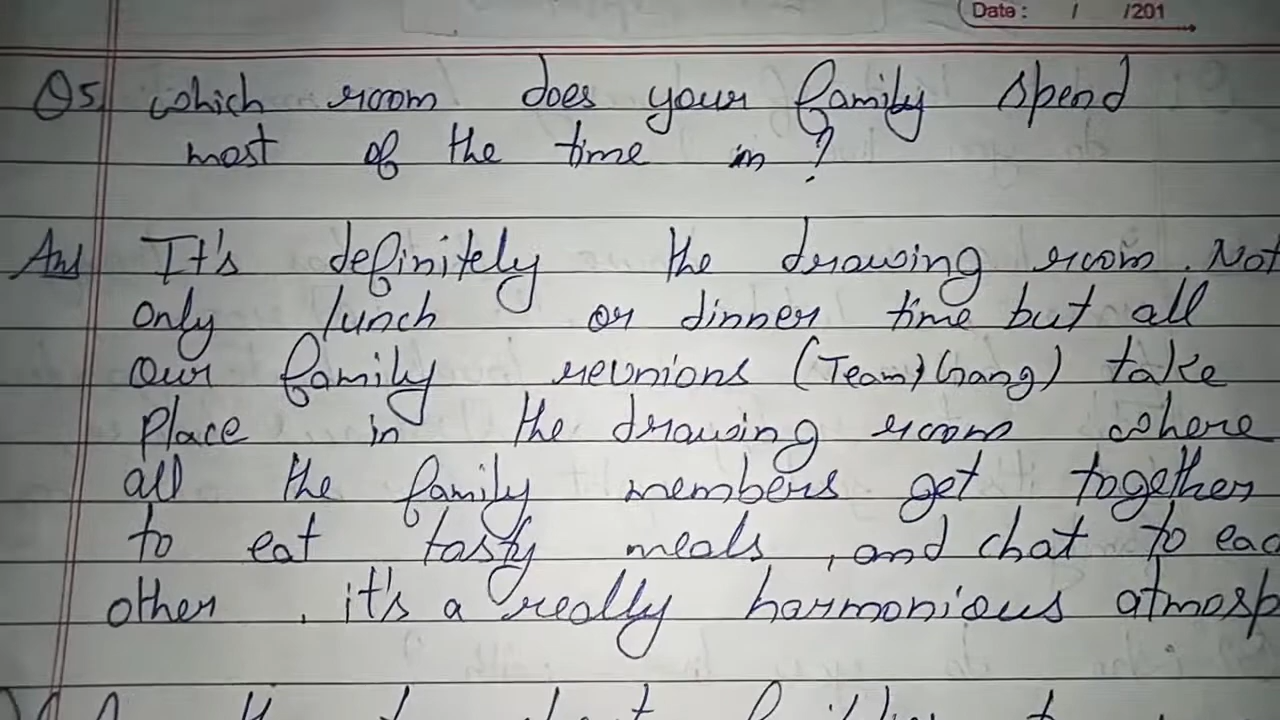 Date : / /201
Q5 which room does your family spend
most of the time in ?
Ans It's definitely the drawing room. Not
only lunch or dinner time but all
our family reunions (Team) Gang) take
place in the drawing room where
all the family members get together
to eat tasty meals, and chat to eac
other. it's a really harmonious atmosp